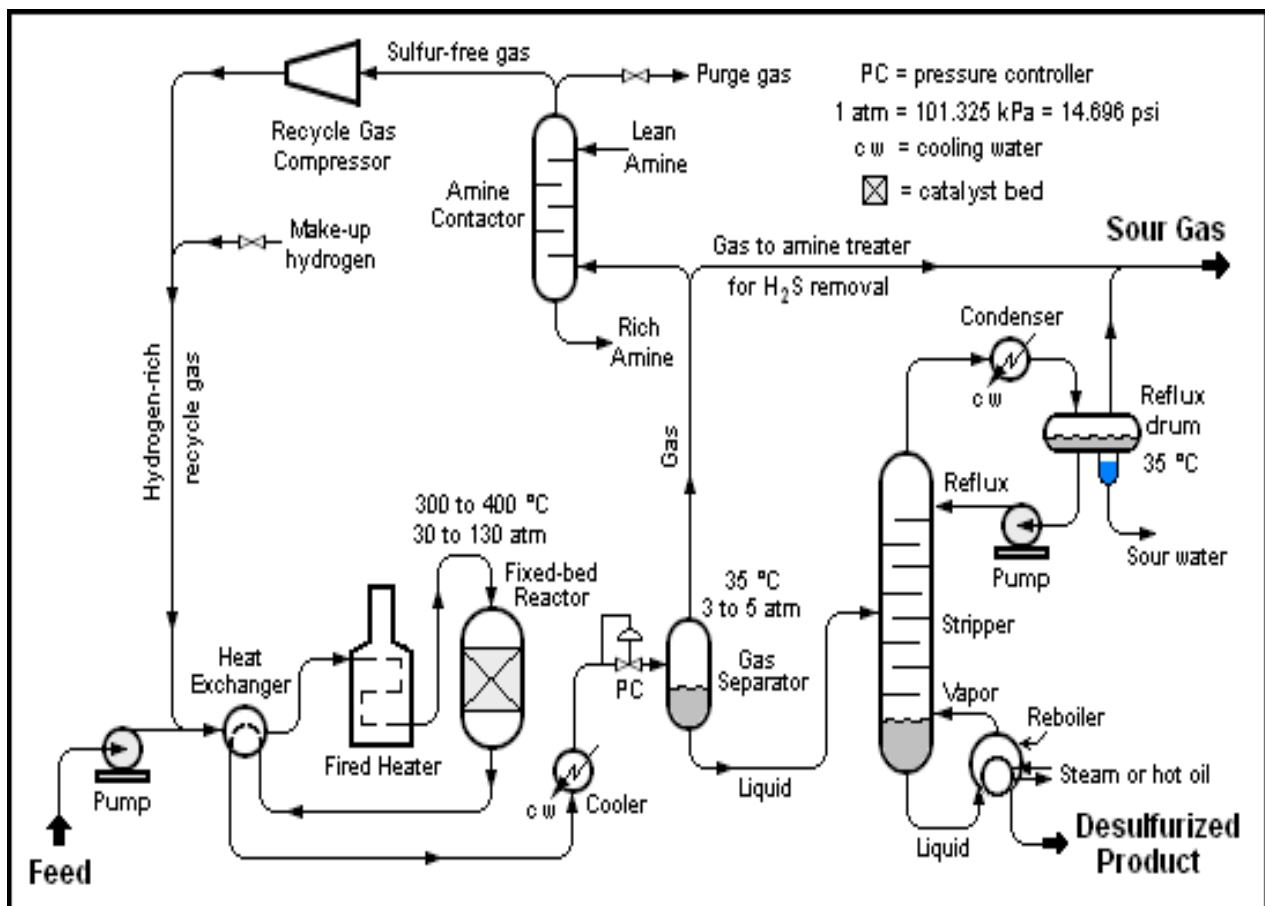 Sulfur-free gas
Purge gas
PC = pressure controller
1 atm = 101.325 kPa = 14.696 psi
c w = cooling water
= catalyst bed
Recycle Gas
Compressor
Lean
Amine
Amine
Contactor
Make-up
hydrogen
Gas to amine treater
for H₂S removal
Sour Gas
Rich
Amine
Condenser
c w
Reflux
drum
35 °C
Hydrogen-rich
recycle gas
Gas
Reflux
Pump
Sour water
300 to 400 °C
30 to 130 atm
Fixed-bed
Reactor
35 °C
3 to 5 atm
Stripper
Heat
Exchanger
PC
Gas
Separator
Vapor
Reboiler
Fired Heater
Pump
c w
Cooler
Liquid
Steam or hot oil
Liquid
Desulfurized
Product
Feed